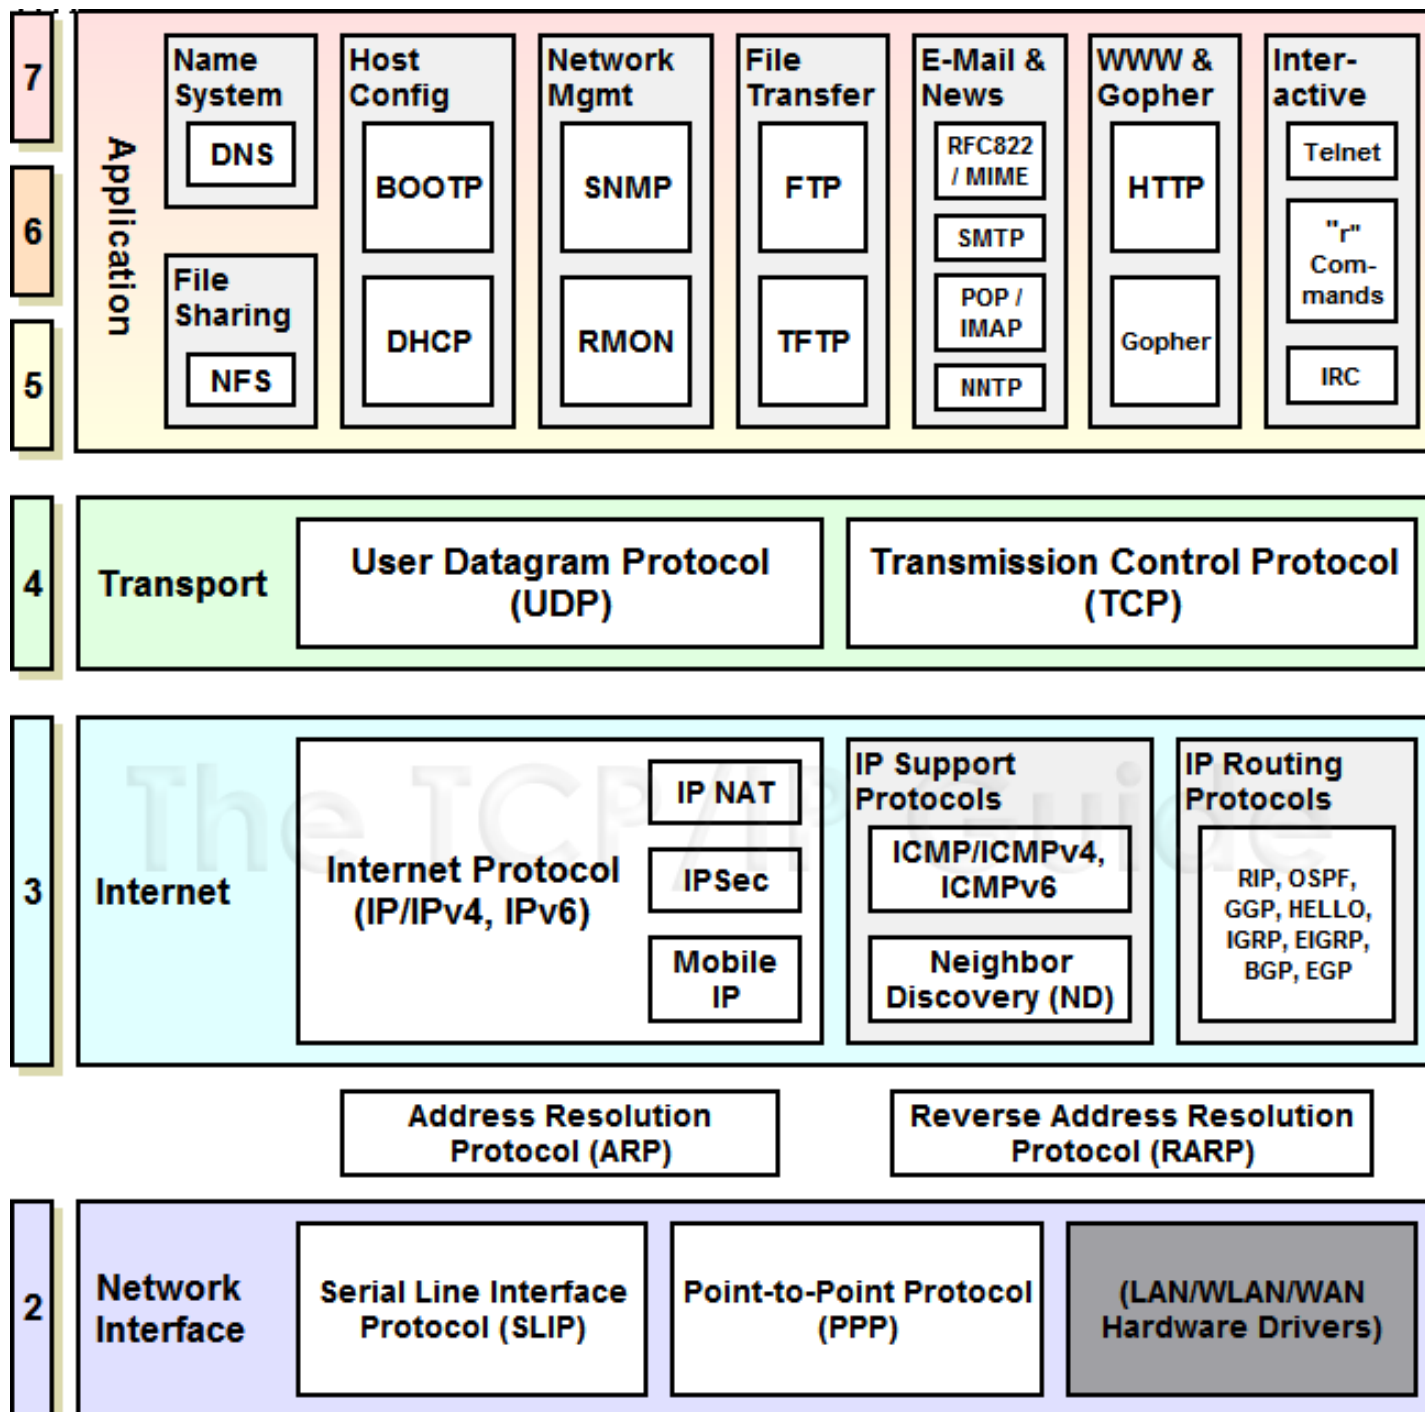 7
6
5
Application
Name
System
DNS
File
Sharing
NFS
Host
Config
BOOTP
DHCP
Network
Mgmt
SNMP
RMON
File
Transfer
FTP
TFTP
E-Mail &
News
RFC822
/ MIME
SMTP
POP /
IMAP
NNTP
WWW &
Gopher
HTTP
Gopher
Inter-
active
Telnet
"r"
Com-
mands
IRC
4
Transport
User Datagram Protocol
(UDP)
Transmission Control Protocol
(TCP)
3
Internet
Internet Protocol
(IP/IPv4, IPv6)
IP NAT
IPSec
Mobile
IP
IP Support
Protocols
ICMP/ICMPv4,
ICMPv6
Neighbor
Discovery (ND)
IP Routing
Protocols
RIP, OSPF,
GGP, HELLO,
IGRP, EIGRP,
BGP, EGP
The TCP/IP Guide
Address Resolution
Protocol (ARP)
Reverse Address Resolution
Protocol (RARP)
2
Network
Interface
Serial Line Interface
Protocol (SLIP)
Point-to-Point Protocol
(PPP)
(LAN/WLAN/WAN
Hardware Drivers)